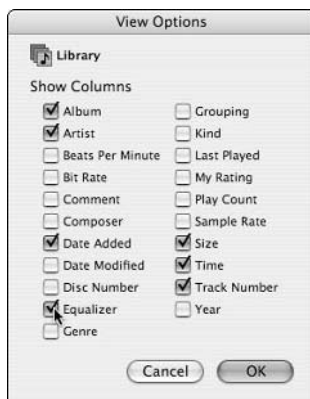 View Options
Library
Show Columns
Album
Artist
Beats Per Minute
Bit Rate
Comment
Composer
Date Added
Date Modified
Disc Number
Equalizer
Genre
Grouping
Kind
Last Played
My Rating
Play Count
Sample Rate
Size
Time
Track Number
Year
Cancel
OK